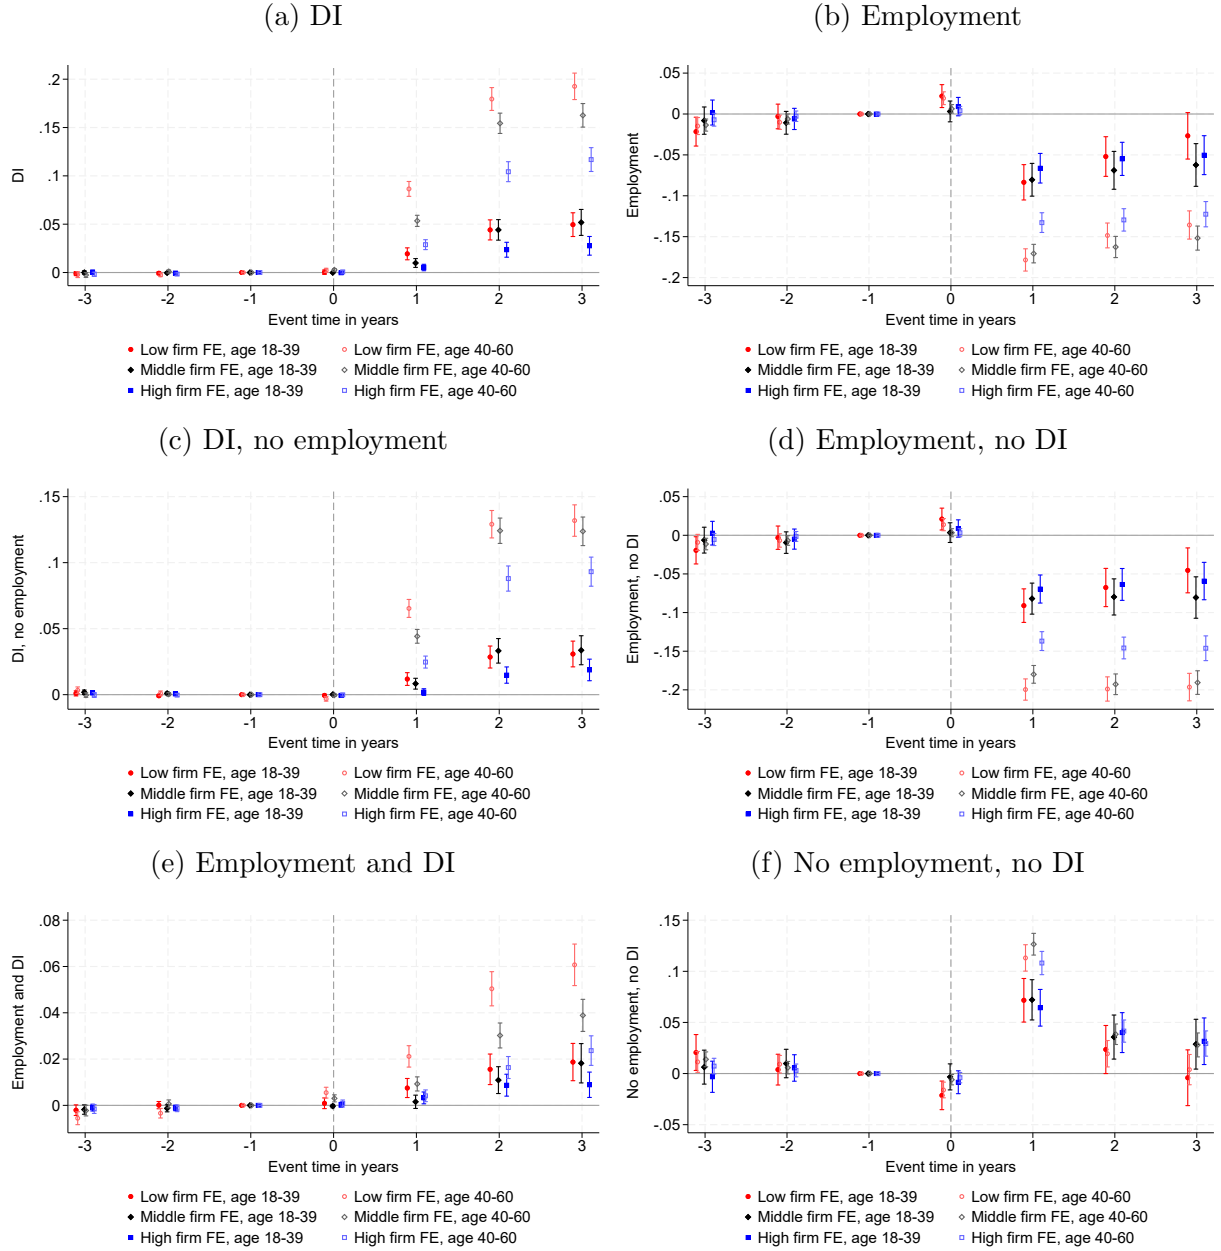 (a) DI
(b) Employment
.2
.15
.1
.05
0
DI
-3 -2 -1 0 1 2 3
Event time in years
Low firm FE, age 18-39 Low firm FE, age 40-60
Middle firm FE, age 18-39 Middle firm FE, age 40-60
High firm FE, age 18-39 High firm FE, age 40-60
.05
0
-.05
-.1
-.15
-.2
Employment
-3 -2 -1 0 1 2 3
Event time in years
Low firm FE, age 18-39 Low firm FE, age 40-60
Middle firm FE, age 18-39 Middle firm FE, age 40-60
High firm FE, age 18-39 High firm FE, age 40-60
(c) DI, no employment
(d) Employment, no DI
.15
.1
.05
0
DI, no employment
-3 -2 -1 0 1 2 3
Event time in years
Low firm FE, age 18-39 Low firm FE, age 40-60
Middle firm FE, age 18-39 Middle firm FE, age 40-60
High firm FE, age 18-39 High firm FE, age 40-60
.05
0
-.05
-.1
-.15
-.2
Employment, no DI
-3 -2 -1 0 1 2 3
Event time in years
Low firm FE, age 18-39 Low firm FE, age 40-60
Middle firm FE, age 18-39 Middle firm FE, age 40-60
High firm FE, age 18-39 High firm FE, age 40-60
(e) Employment and DI
(f) No employment, no DI
.08
.06
.04
.02
0
Employment and DI
-3 -2 -1 0 1 2 3
Event time in years
Low firm FE, age 18-39 Low firm FE, age 40-60
Middle firm FE, age 18-39 Middle firm FE, age 40-60
High firm FE, age 18-39 High firm FE, age 40-60
.15
.1
.05
0
-.05
No employment, no DI
-3 -2 -1 0 1 2 3
Event time in years
Low firm FE, age 18-39 Low firm FE, age 40-60
Middle firm FE, age 18-39 Middle firm FE, age 40-60
High firm FE, age 18-39 High firm FE, age 40-60